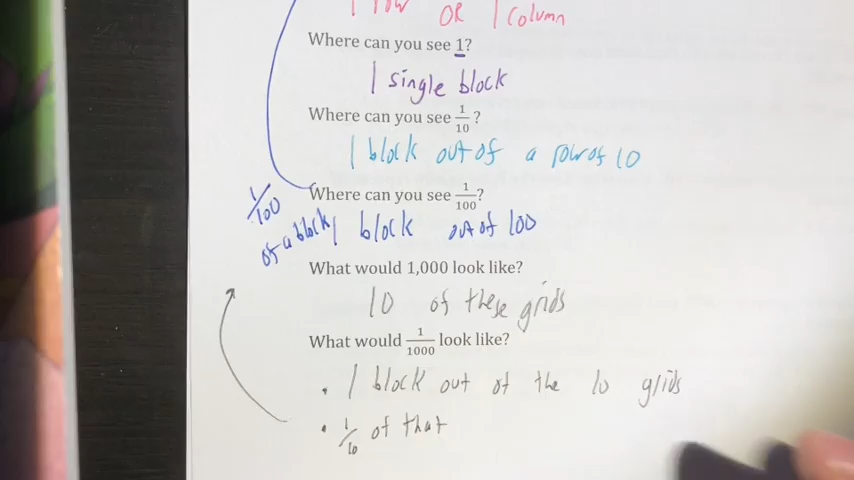 1 row OR 1 column
Where can you see 1?
1 single block
Where can you see 1/10?
1 block out of a row of 10
Where can you see 1/100?
1/100 of a block
1 block out of 100
What would 1,000 look like?
10 of these grids
What would 1/1000 look like?
• 1 block out of the 10 grids
• 1/10 of that